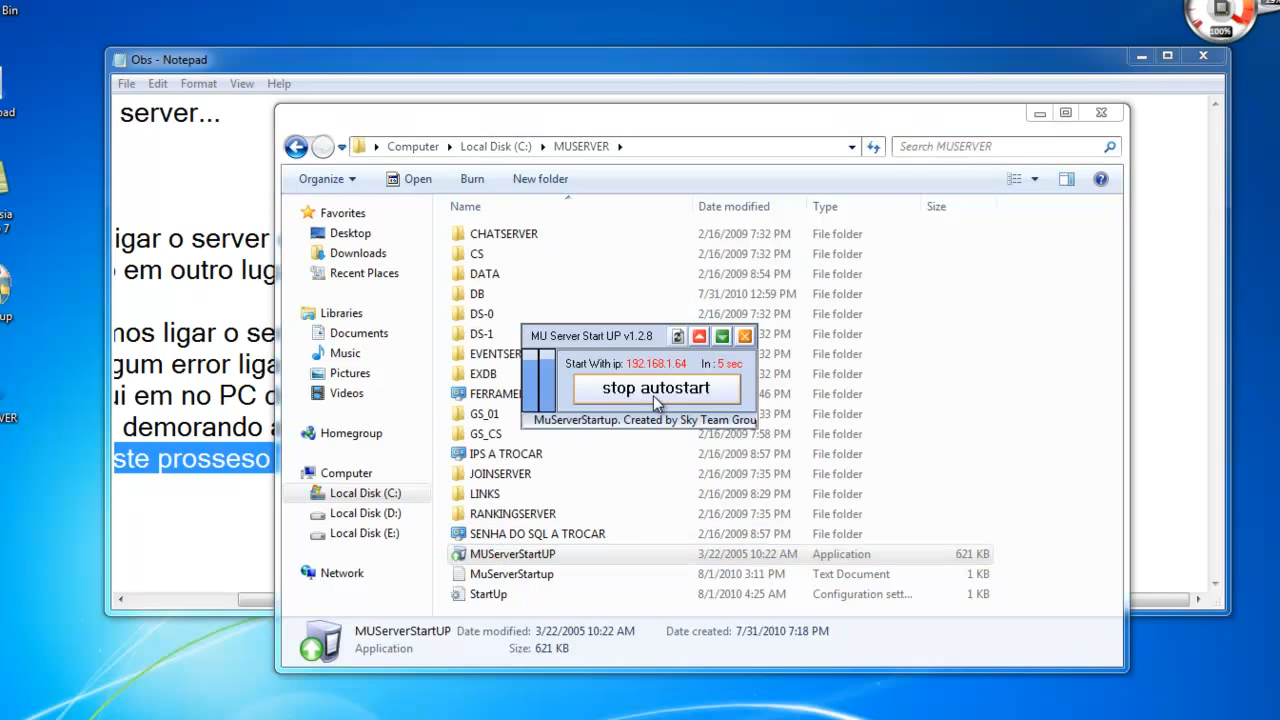 Bin
100%
Obs - Notepad
File Edit Format View Help
server...
Computer Local Disk (C:) MUSERVER
Search MUSERVER
Organize Open Burn New folder
Name Date modified Type Size
Favorites
Desktop
Downloads
Recent Places
Libraries
Documents
Music
Pictures
Videos
Homegroup
Computer
Local Disk (C:)
Local Disk (D:)
Local Disk (E:)
Network
CHATSERVER 2/16/2009 7:32 PM File folder
CS 2/16/2009 7:32 PM File folder
DATA 2/16/2009 8:54 PM File folder
DB 7/31/2010 12:59 PM File folder
DS-0 2/16/2009 7:32 PM File folder
DS-1 File folder
EVENTSER File folder
EXDB File folder
FERRAME File folder
GS_01 File folder
GS_CS 2/16/2009 7:58 PM File folder
IPS A TROCAR 2/16/2009 8:57 PM File folder
JOINSERVER 2/16/2009 7:35 PM File folder
LINKS 2/16/2009 8:29 PM File folder
RANKINGSERVER 2/16/2009 7:35 PM File folder
SENHA DO SQL A TROCAR 2/16/2009 8:57 PM File folder
MUServerStartUP 3/22/2005 10:22 AM Application 621 KB
MuServerStartup 8/1/2010 3:11 PM Text Document 1 KB
StartUp 8/1/2010 4:25 AM Configuration sett... 1 KB
MU Server Start UP v1.2.8
Start With ip: 192.168.1.64 In : 5 sec
stop autostart
MuServerStartup. Created by Sky Team Grou
igar o server
o em outro lug
mos ligar o se
gum error liga
ui em no PC c
demorando a
ste prosseso
MUServerStartUP Date modified: 3/22/2005 10:22 AM Date created: 7/31/2010 7:18 PM
Application Size: 621 KB